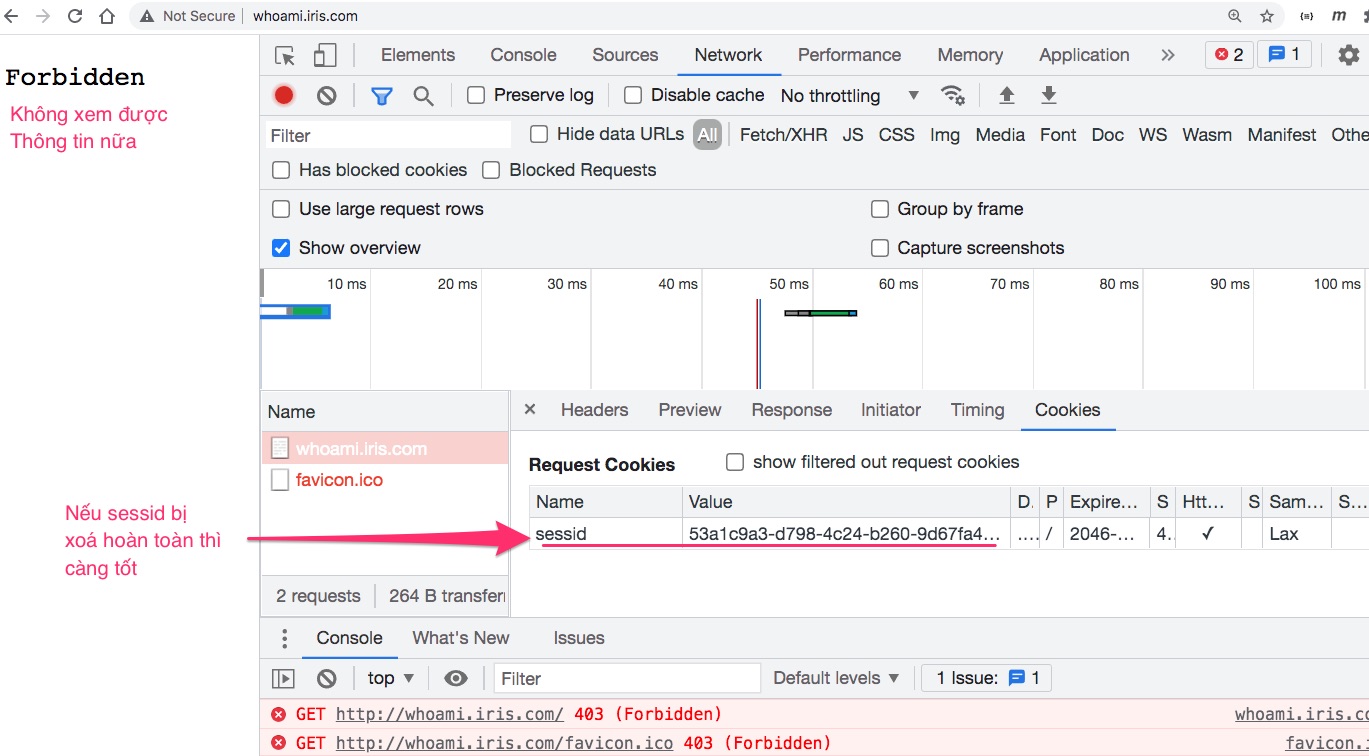 Not Secure whoami.iris.com
Forbidden
Không xem được
Thông tin nữa
Elements Console Sources Network Performance Memory Application 2 1
Preserve log Disable cache No throttling
Filter Hide data URLs All Fetch/XHR JS CSS Img Media Font Doc WS Wasm Manifest Othe
Has blocked cookies Blocked Requests
Use large request rows Group by frame
Show overview Capture screenshots
10 ms 20 ms 30 ms 40 ms 50 ms 60 ms 70 ms 80 ms 90 ms 100 ms
Name Headers Preview Response Initiator Timing Cookies
whoami.iris.com
favicon.ico
Request Cookies show filtered out request cookies
Name Value D. P Expire... S Htt... S Sam... S...
sessid 53a1c9a3-d798-4c24-b260-9d67fa4... .... / 2046-... 4. ✓ Lax
Nếu sessid bị
xoá hoàn toàn thì
càng tốt
2 requests 264 B transferr
Console What's New Issues
top Filter Default levels 1 Issue: 1
GET http://whoami.iris.com/ 403 (Forbidden) whoami.iris.co
GET http://whoami.iris.com/favicon.ico 403 (Forbidden) favicon.i